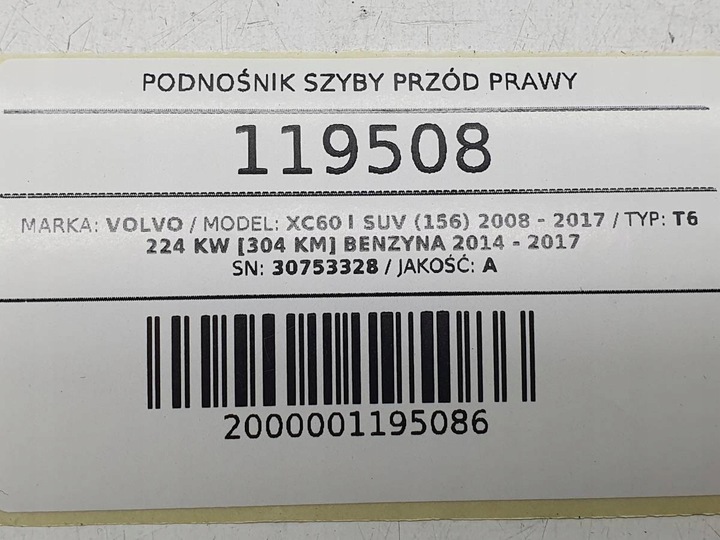 PODNOŚNIK SZYBY PRZÓD PRAWY
119508
MARKA: VOLVO / MODEL: XC60 I SUV (156) 2008 - 2017 / TYP: T6
224 KW [304 KM] BENZYNA 2014 - 2017
SN: 30753328 / JAKOŚĆ: A
2000001195086